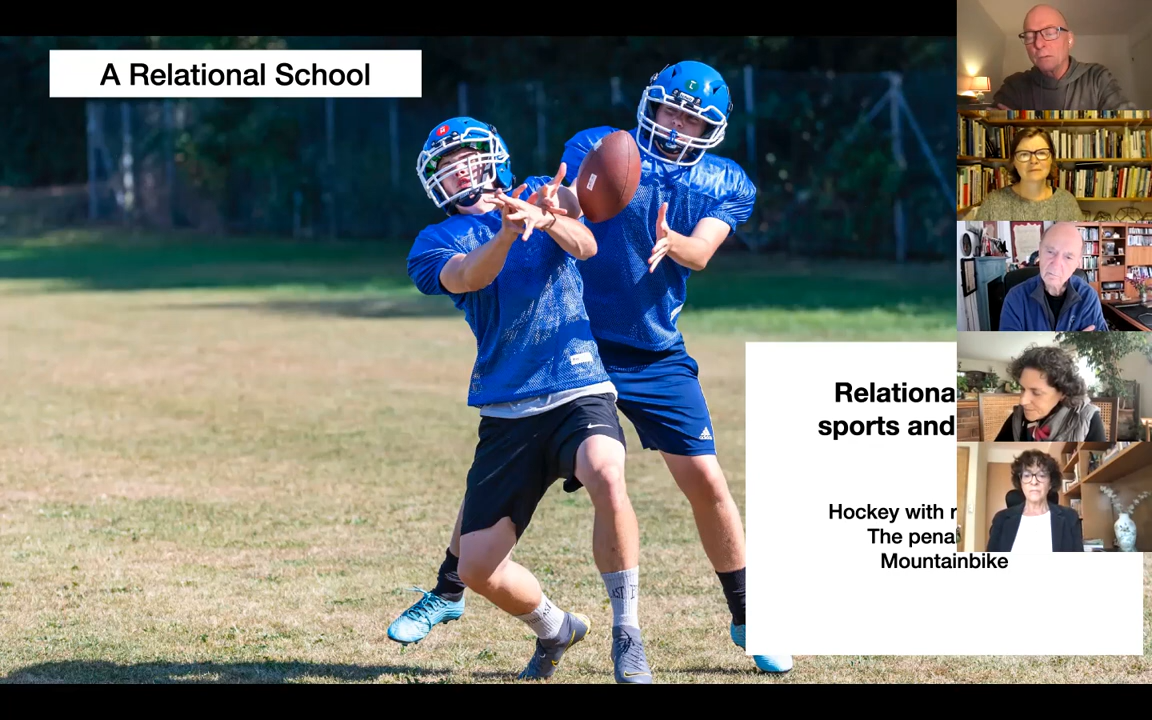 A Relational School
Relationa
sports and
Hockey with r
The pena
Mountainbike